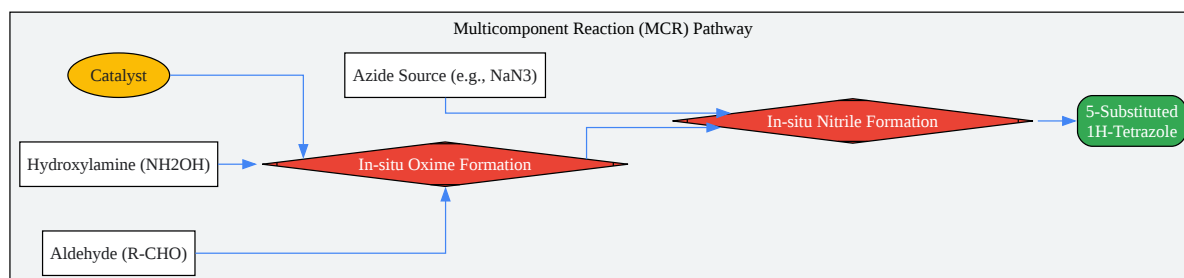 Multicomponent Reaction (MCR) Pathway
Catalyst
Azide Source (e.g., NaN3)
In-situ Nitrile Formation
5-Substituted
1H-Tetrazole
Hydroxylamine (NH2OH)
In-situ Oxime Formation
Aldehyde (R-CHO)